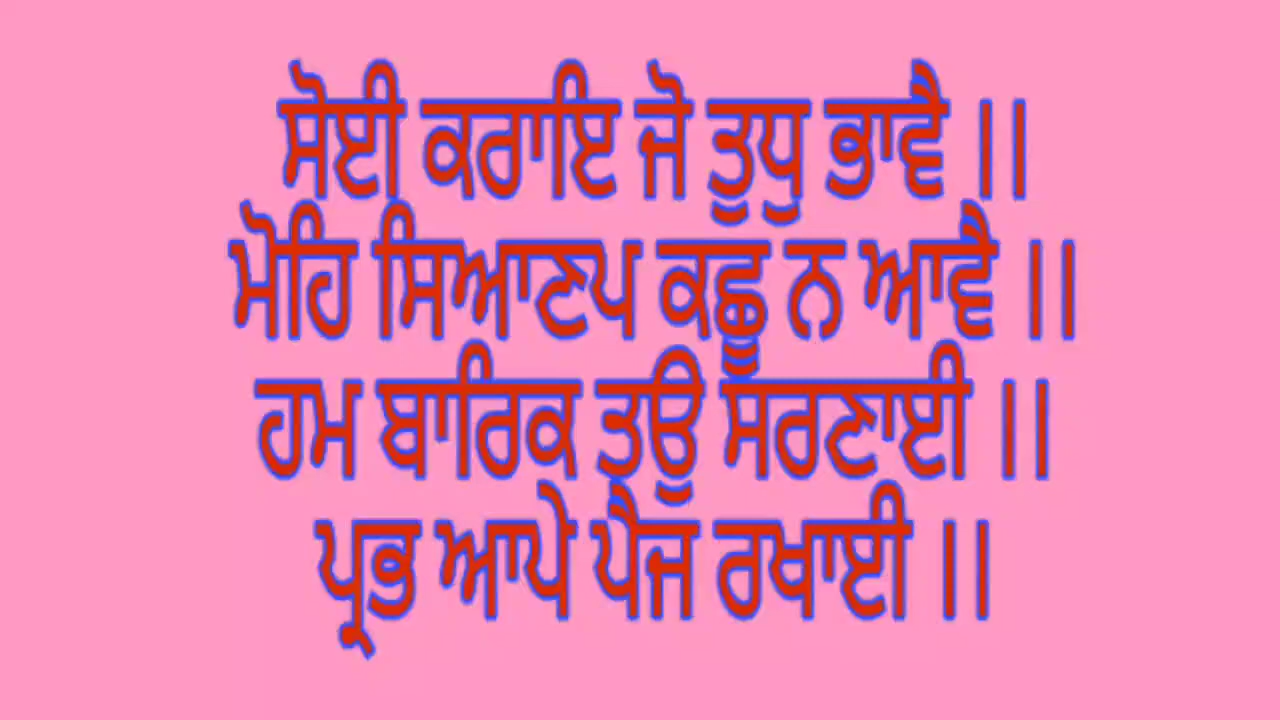 ਸੋਈ ਕਰਾਇ ਜੋ ਤੂਧੁ ਭਾਵੈ ।।
ਮੋਹਿ ਸਿਆਣਪ ਕਛੂ ਨ ਆਵੈ ।।
ਹਮ ਬਾਰਿਕ ਤਉ ਸਰਣਾਈ ।।
ਪ੍ਰਭ ਆਪੇ ਪੈਜ ਰਖਾਈ ।।